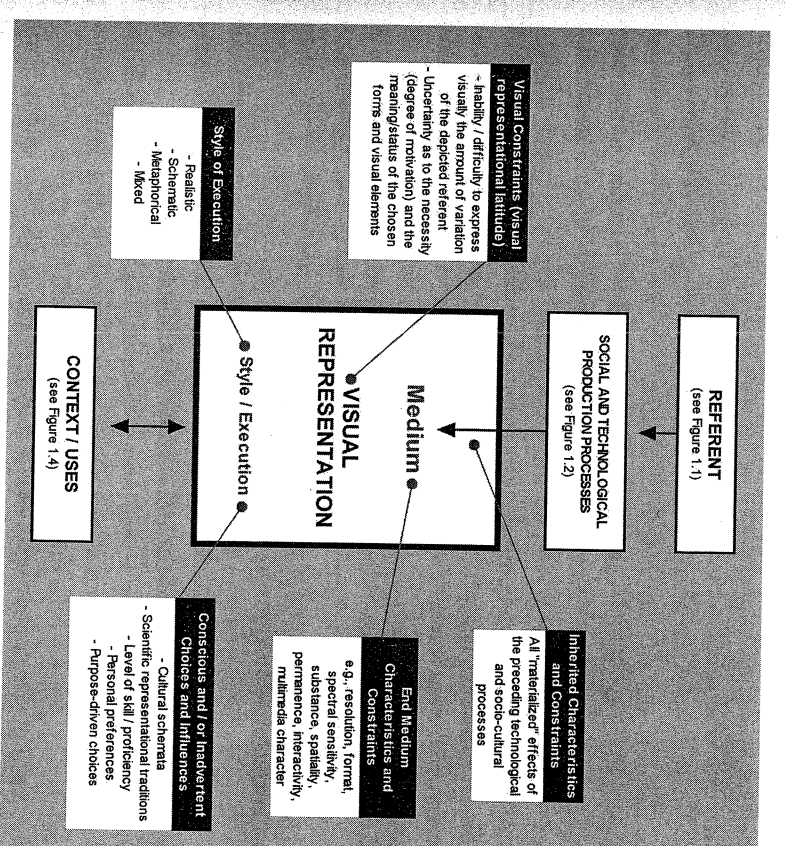 REFERENT
(see Figure 1.1)
SOCIAL AND TECHNOLOGICAL
PRODUCTION PROCESSES
(see Figure 1.2)
Visual Constraints (visual
representational latitude)
- Inability / difficulty to express
visually the amount of variation
of the depicted referent
- Uncertainty as to the necessity
(degree of motivation) and the
meaning/status of the chosen
forms and visual elements
Inherited Characteristics
and Constraints
All "materialized" effects of
the preceding technological
and socio-cultural
processes
Medium
VISUAL
REPRESENTATION
Style / Execution
End Medium
Characteristics and
Constraints
e.g., resolution, format,
spectral sensitivity,
substance, spatiality,
permanence, interactivity,
multimedia character
Style of Execution
- Realistic
- Schematic
- Metaphorical
- Mixed
Conscious and / or Inadvertent
Choices and Influences
- Cultural schemata
- Scientific representational traditions
- Level of skill / proficiency
- Personal preferences
- Purpose-driven choices
CONTEXT / USES
(see Figure 1.4)